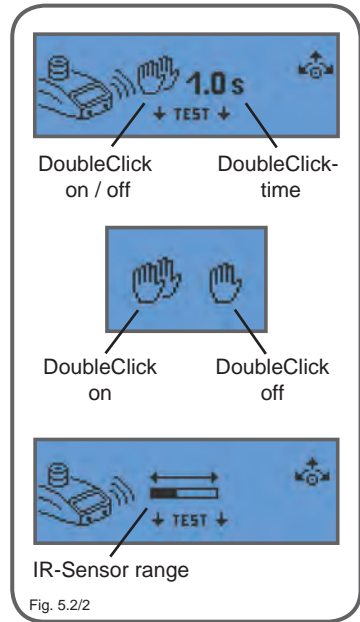 1.0 s
↓ TEST ↓
DoubleClick
on / off
DoubleClick-
time
DoubleClick
on
DoubleClick
off
↓ TEST ↓
IR-Sensor range
Fig. 5.2/2